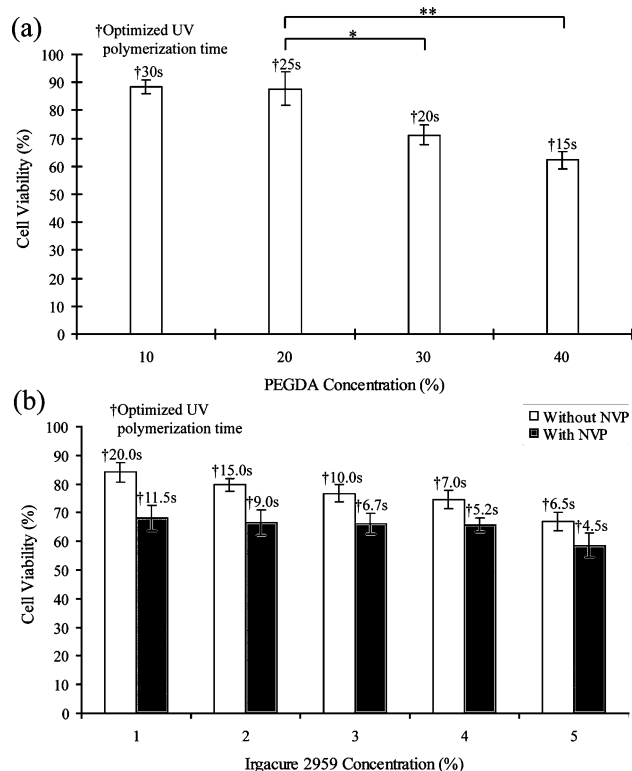 (a)
†Optimized UV
polymerization time
**
*
†30s
†25s
†20s
†15s
Cell Viability (%)
100
90
80
70
60
50
40
30
20
10
0
10 20 30 40
PEGDA Concentration (%)
(b)
†Optimized UV
polymerization time
Without NVP
With NVP
†20.0s
†11.5s
†15.0s
†9.0s
†10.0s
†6.7s
†7.0s
†5.2s
†6.5s
†4.5s
Cell Viability (%)
100
90
80
70
60
50
40
30
20
10
0
1 2 3 4 5
Irgacure 2959 Concentration (%)